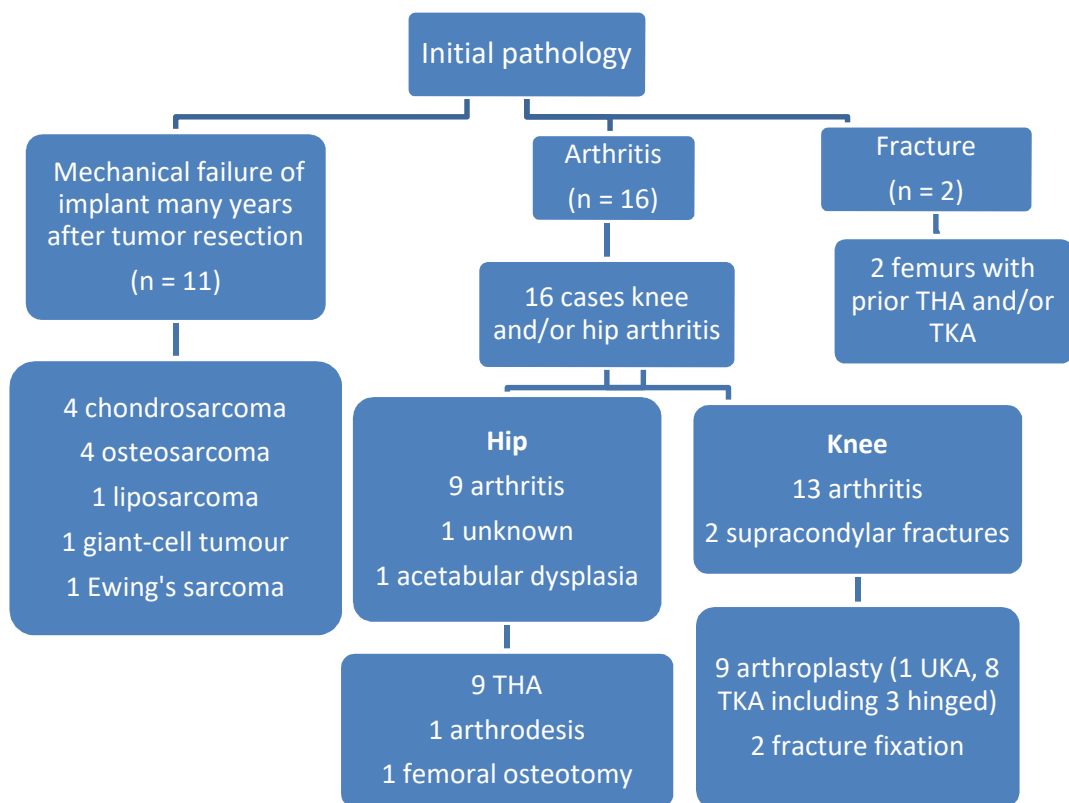 Initial pathology
Mechanical failure of
implant many years
after tumor resection
(n = 11)
4 chondrosarcoma
4 osteosarcoma
1 liposarcoma
1 giant-cell tumour
1 Ewing's sarcoma
Arthritis
(n = 16)
16 cases knee
and/or hip arthritis
Hip
9 arthritis
1 unknown
1 acetabular dysplasia
9 THA
1 arthrodesis
1 femoral osteotomy
Knee
13 arthritis
2 supracondylar fractures
9 arthroplasty (1 UKA, 8
TKA including 3 hinged)
2 fracture fixation
Fracture
(n = 2)
2 femurs with
prior THA and/or
TKA